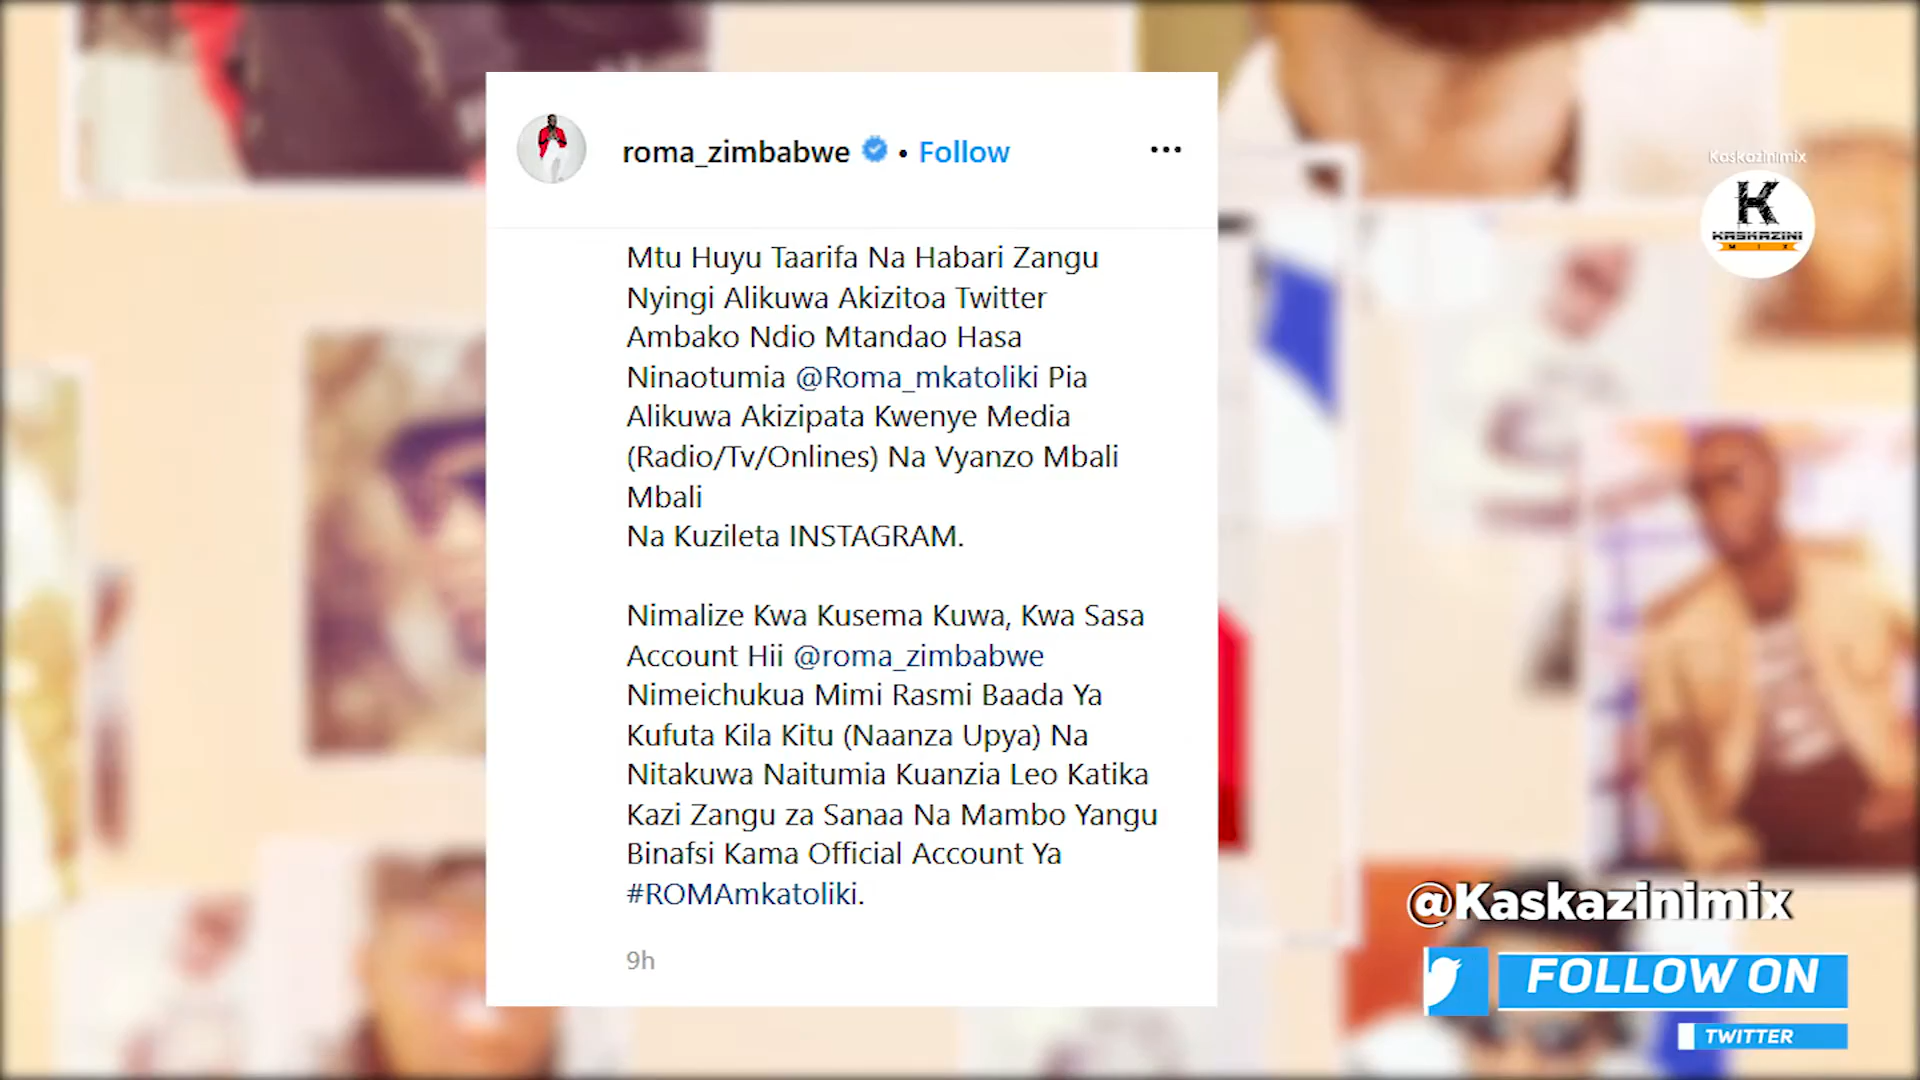 roma_zimbabwe • Follow ...
Mtu Huyu Taarifa Na Habari Zangu
Nyingi Alikuwa Akizitoa Twitter
Ambako Ndio Mtandao Hasa
Ninaotumia @Roma_mkatoliki Pia
Alikuwa Akizipata Kwenye Media
(Radio/Tv/Onlines) Na Vyanzo Mbali
Mbali
Na Kuzileta INSTAGRAM.
Nimalize Kwa Kusema Kuwa, Kwa Sasa
Account Hii @roma_zimbabwe
Nimeichukua Mimi Rasmi Baada Ya
Kufuta Kila Kitu (Naanza Upya) Na
Nitakuwa Naitumia Kuanzia Leo Katika
Kazi Zangu za Sanaa Na Mambo Yangu
Binafsi Kama Official Account Ya
#ROMAmkatoliki.
9h
Kaskazinimix
K
KASKAZINI
MIX
@Kaskazinimix
FOLLOW ON
TWITTER